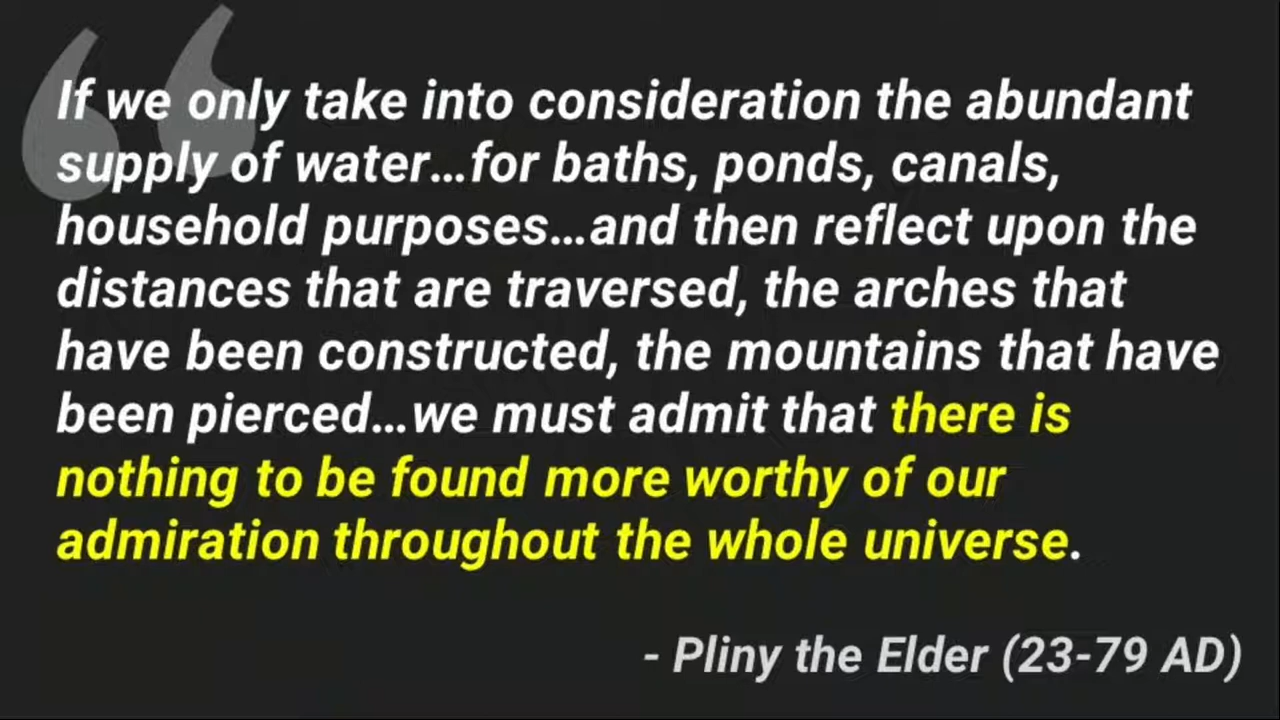 If we only take into consideration the abundant
supply of water...for baths, ponds, canals,
household purposes...and then reflect upon the
distances that are traversed, the arches that
have been constructed, the mountains that have
been pierced...we must admit that there is
nothing to be found more worthy of our
admiration throughout the whole universe.
- Pliny the Elder (23-79 AD)